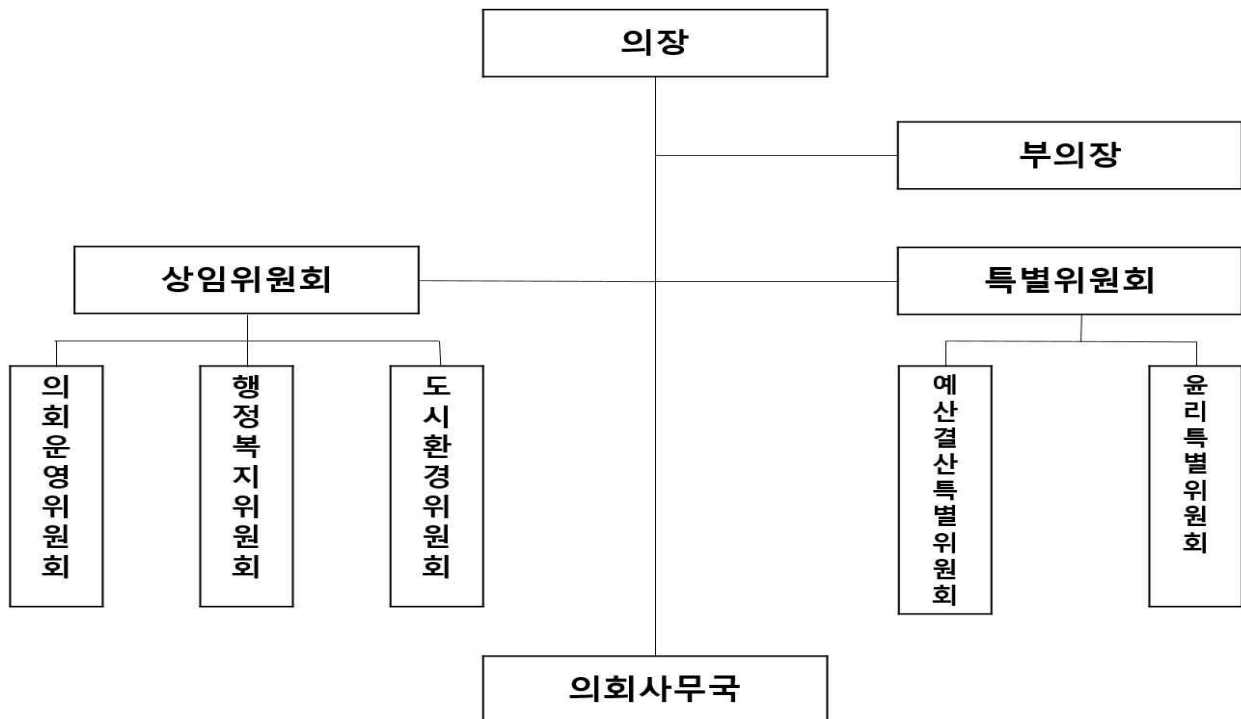 의장
부의장
상임위원회
특별위원회
의회운영위원회
행정복지위원회
도시환경위원회
예산결산특별위원회
윤리특별위원회
의회사무국